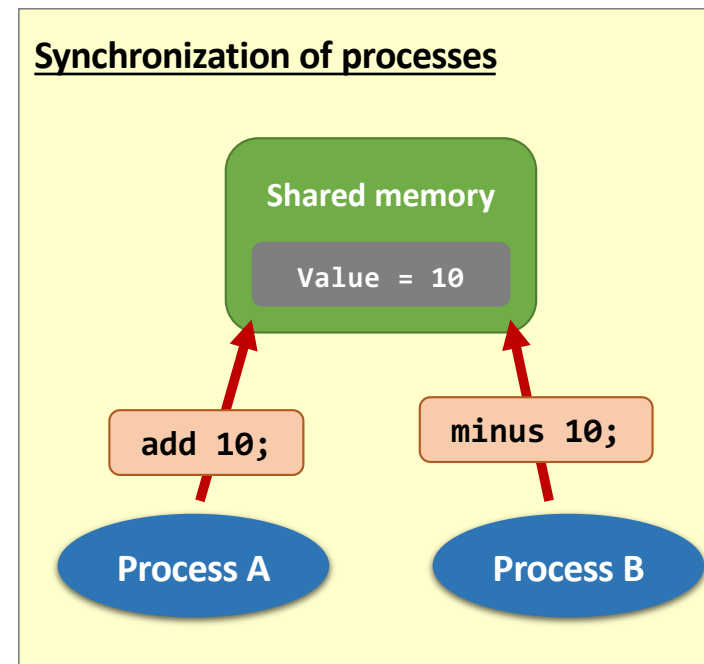 Synchronization of processes
Shared memory
Value = 10
add 10;
minus 10;
Process A
Process B